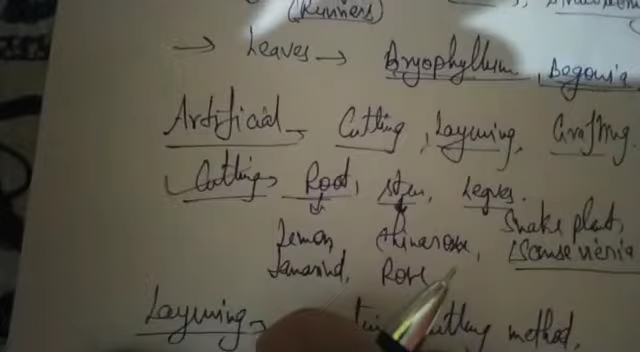 (Runners)
→ Leaves → Bryophyllum, Begonia
Artificial → Cutting, Layering, Grafting.
Cutting → Root, stem, Leaves.
Lemon, Chinarose, Snake plant,
Tamarind, Rose (Sansevieria
Layering → cutting method,